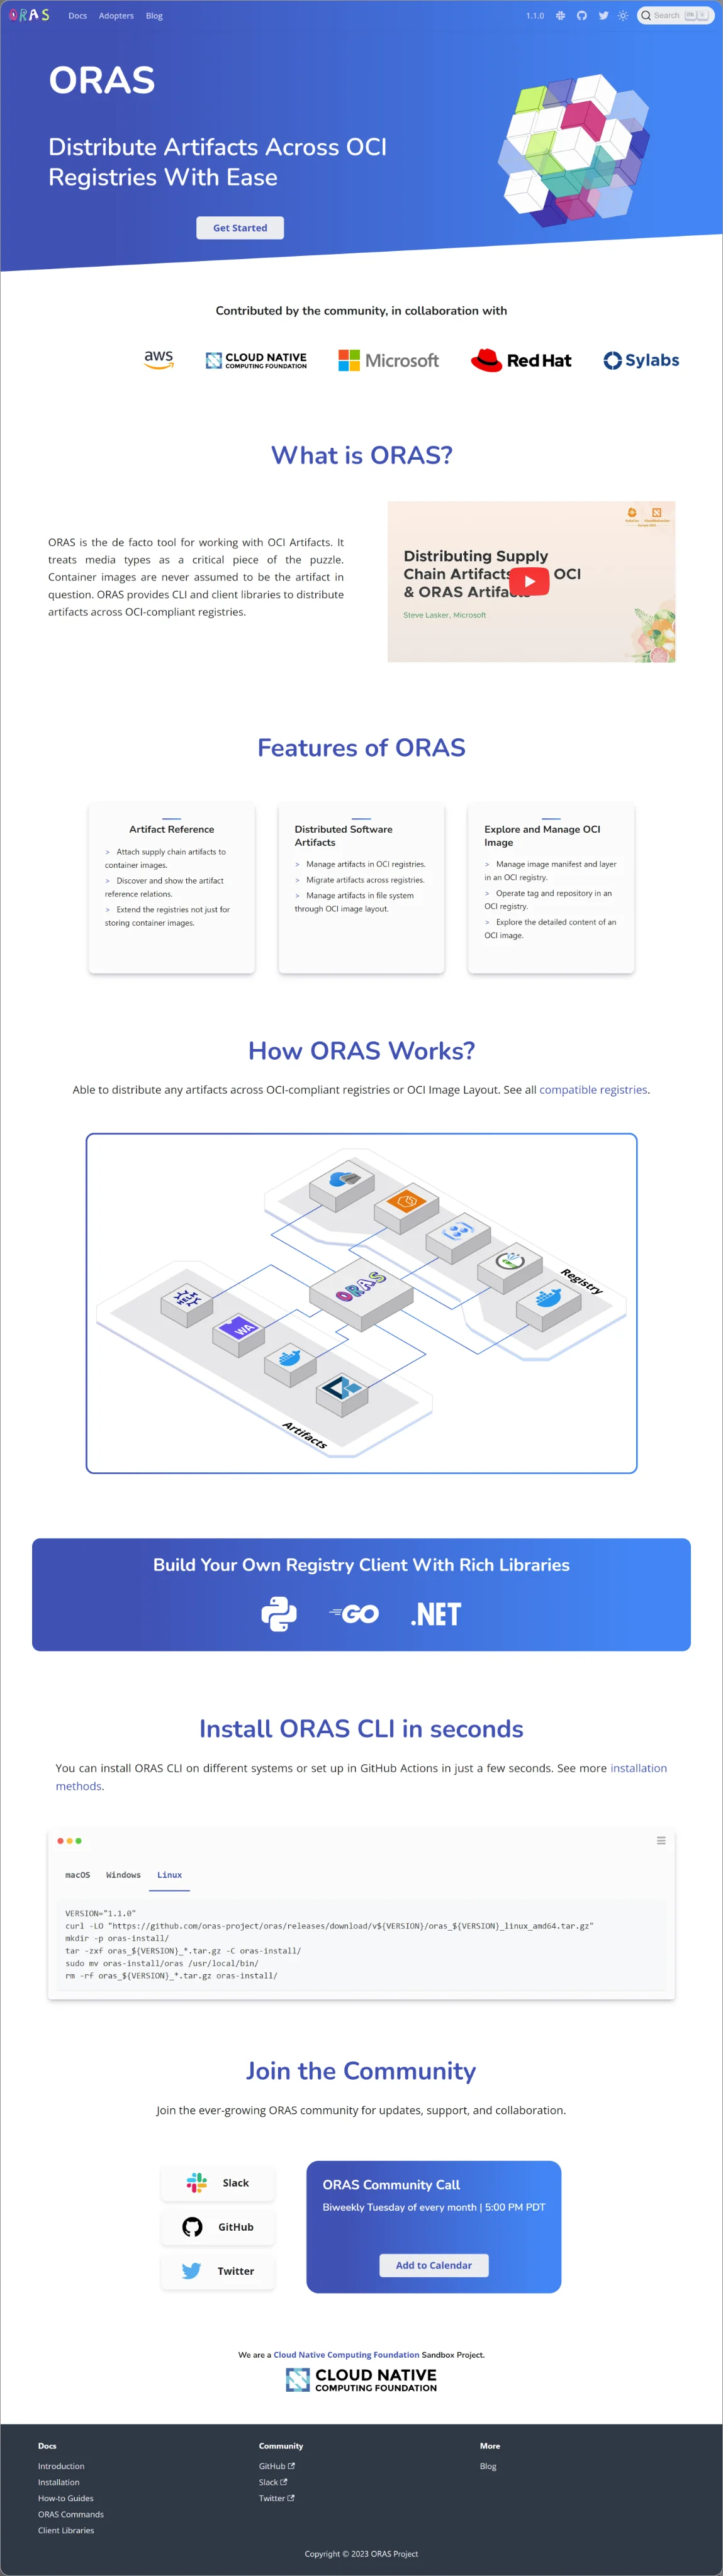 ORAS Docs Adopters Blog 1.1.0 Search
ORAS
Distribute Artifacts Across OCI
Registries With Ease
Get Started
Contributed by the community, in collaboration with
aws CLOUD NATIVE COMPUTING FOUNDATION Microsoft Red Hat Sylabs
What is ORAS?
ORAS is the de facto tool for working with OCI Artifacts. It
treats media types as a critical piece of the puzzle.
Container images are never assumed to be the artifact in
question. ORAS provides CLI and client libraries to distribute
artifacts across OCI-compliant registries.
Distributing Supply
Chain Artifacts OCI
& ORAS Artifacts
Steve Lasker, Microsoft
Features of ORAS
Artifact Reference
> Attach supply chain artifacts to
container images.
> Discover and show the artifact
reference relations.
> Extend the registries not just for
storing container images.
Distributed Software
Artifacts
> Manage artifacts in OCI registries.
> Migrate artifacts across registries.
> Manage artifacts in file system
through OCI image layout.
Explore and Manage OCI
Image
> Manage image manifest and layer
in an OCI registry.
> Operate tag and repository in an
OCI registry.
> Explore the detailed content of an
OCI image.
How ORAS Works?
Able to distribute any artifacts across OCI-compliant registries or OCI Image Layout. See all compatible registries.
Registry
ORAS
HELM
WA
Artifacts
Build Your Own Registry Client With Rich Libraries
GO .NET
Install ORAS CLI in seconds
You can install ORAS CLI on different systems or set up in GitHub Actions in just a few seconds. See more installation
methods.
macOS Windows Linux
VERSION="1.1.0"
curl -LO "https://github.com/oras-project/oras/releases/download/v${VERSION}/oras_${VERSION}_linux_amd64.tar.gz"
mkdir -p oras-install/
tar -zxf oras_${VERSION}_*.tar.gz -C oras-install/
sudo mv oras-install/oras /usr/local/bin/
rm -rf oras_${VERSION}_*.tar.gz oras-install/
Join the Community
Join the ever-growing ORAS community for updates, support, and collaboration.
Slack
GitHub
Twitter
ORAS Community Call
Biweekly Tuesday of every month | 5:00 PM PDT
Add to Calendar
We are a Cloud Native Computing Foundation Sandbox Project.
CLOUD NATIVE
COMPUTING FOUNDATION
Docs
Introduction
Installation
How-to Guides
ORAS Commands
Client Libraries
Community
GitHub
Slack
Twitter
More
Blog
Copyright © 2023 ORAS Project